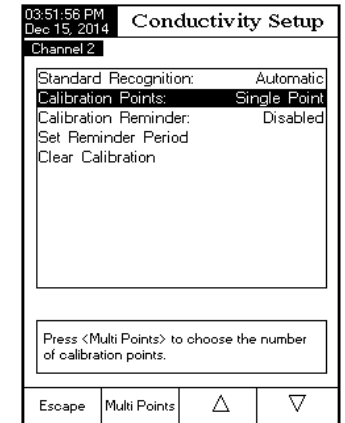 03:51:56 PM
Dec 15, 2014
Conductivity Setup
Channel 2
Standard Recognition: Automatic
Calibration Points: Single Point
Calibration Reminder: Disabled
Set Reminder Period
Clear Calibration
Press <Multi Points> to choose the number
of calibration points.
Escape Multi Points △ ▽